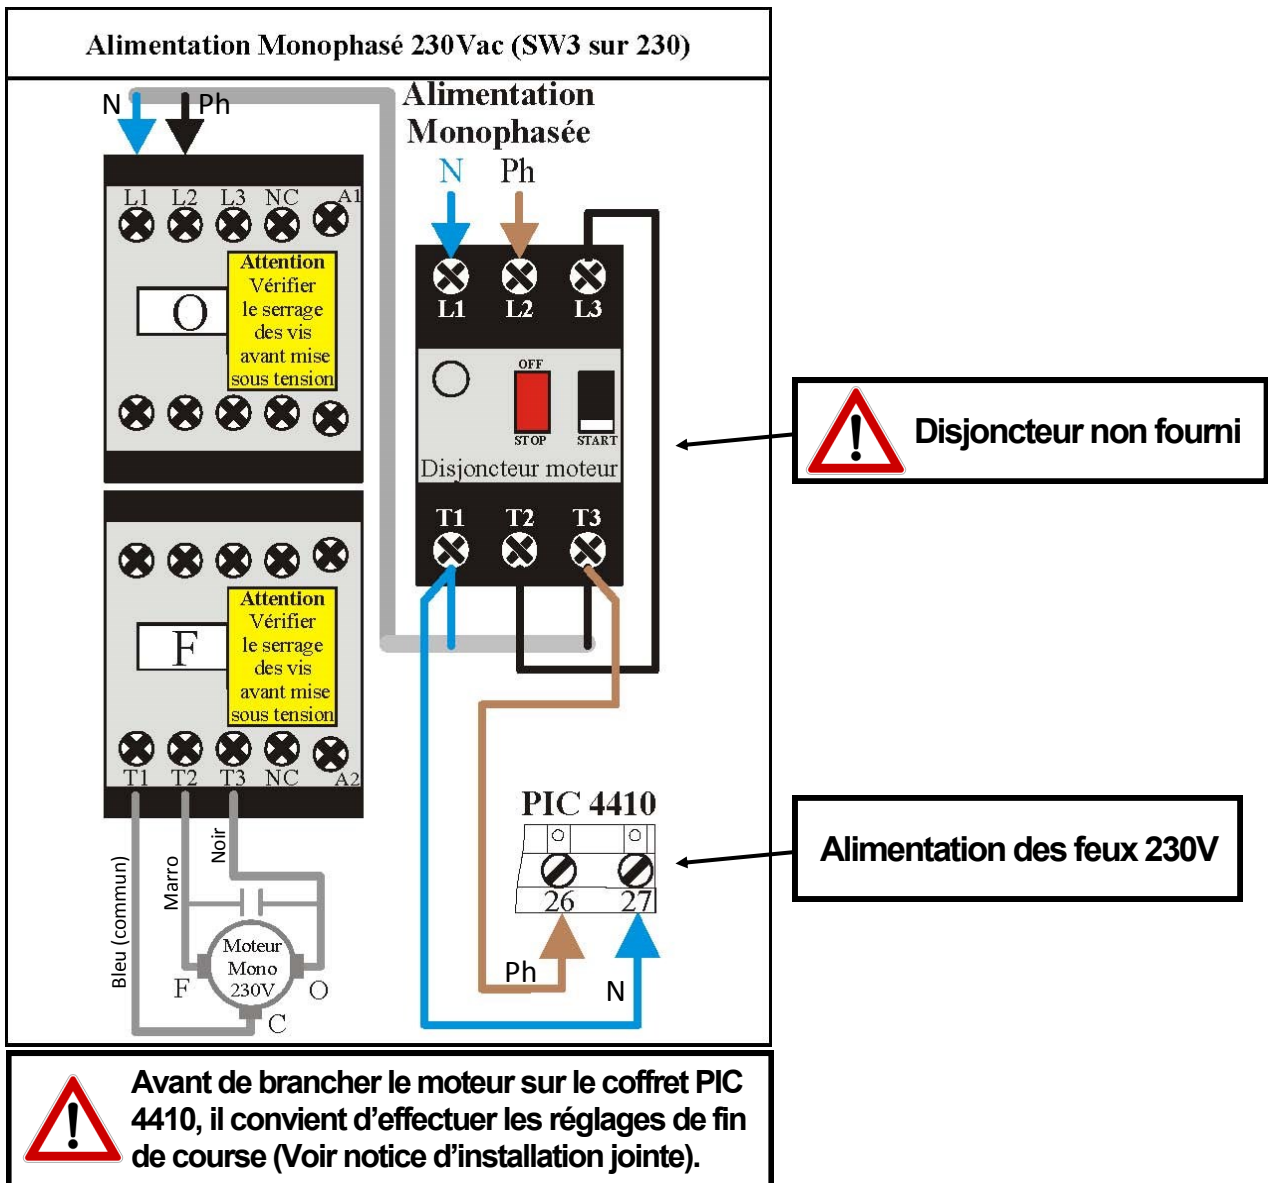 Alimentation Monophasé 230Vac (SW3 sur 230)
N
Ph
Alimentation
Monophasée
N
Ph
L1
L2
L3
NC
A1
Attention
Vérifier
le serrage
des vis
avant mise
sous tension
O
L1
L2
L3
OFF
STOP
START
Disjoncteur moteur
Disjoncteur non fourni
T1
T2
T3
Attention
Vérifier
le serrage
des vis
avant mise
sous tension
F
T1
T2
T3
NC
A2
PIC 4410
26
27
Alimentation des feux 230V
Bleu (commun)
Marro
Noir
Moteur
Mono
230V
F
O
C
Ph
N
Avant de brancher le moteur sur le coffret PIC
4410, il convient d’effectuer les réglages de fin
de course (Voir notice d’installation jointe).